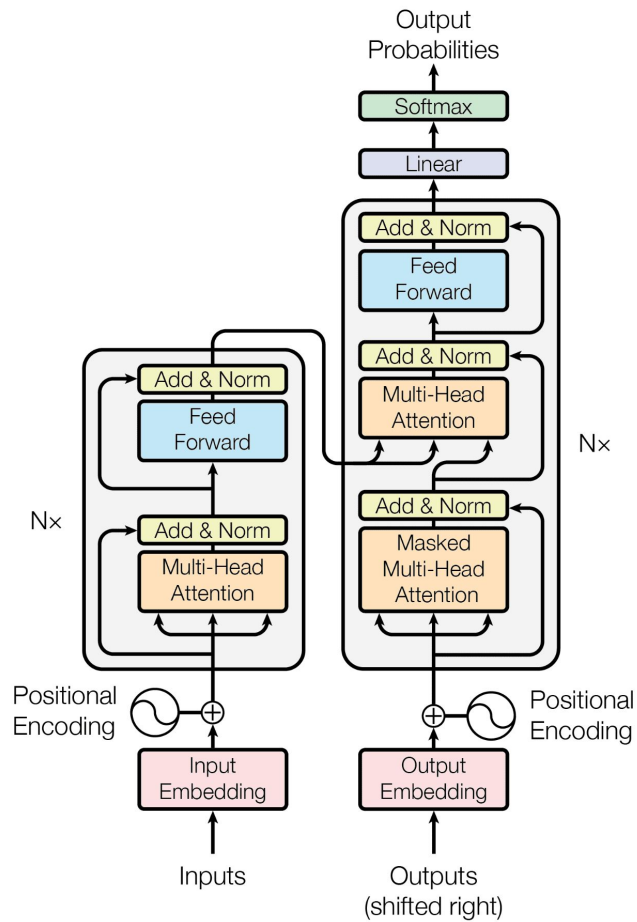 Output
Probabilities
Softmax
Linear
Add & Norm
Feed
Forward
Add & Norm
Multi-Head
Attention
Nx
Add & Norm
Masked
Multi-Head
Attention
Add & Norm
Feed
Forward
Nx
Add & Norm
Multi-Head
Attention
Positional
Encoding
Positional
Encoding
Input
Embedding
Output
Embedding
Inputs
Outputs
(shifted right)